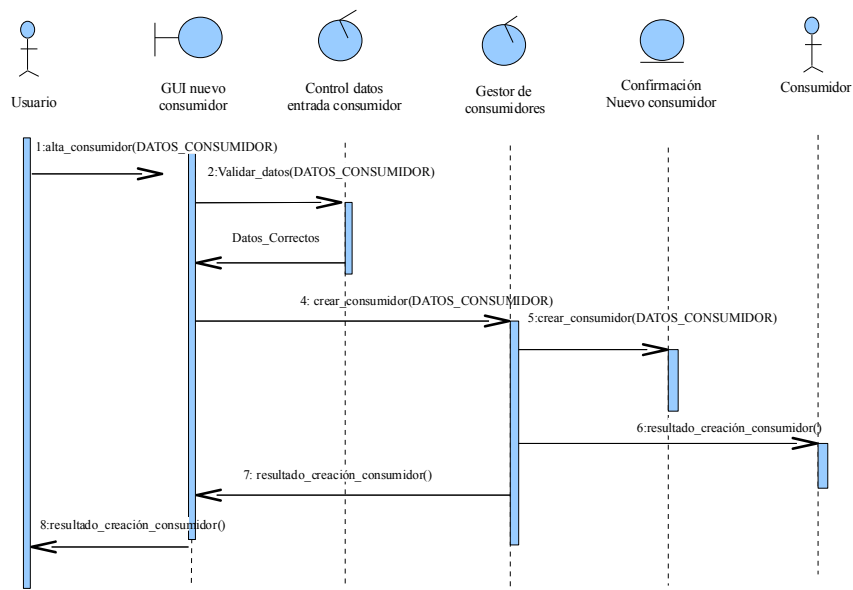 Usuario
GUI nuevo
consumidor
Control datos
entrada consumidor
Gestor de
consumidores
Confirmación
Nuevo consumidor
Consumidor
1:alta_consumidor(DATOS_CONSUMIDOR)
2:Validar_datos(DATOS_CONSUMIDOR)
Datos_Correctos
4: crear_consumidor(DATOS_CONSUMIDOR)
5:crear_consumidor(DATOS_CONSUMIDOR)
6:resultado_creación_consumidor()
7: resultado_creación_consumidor()
8:resultado_creación_consumidor()